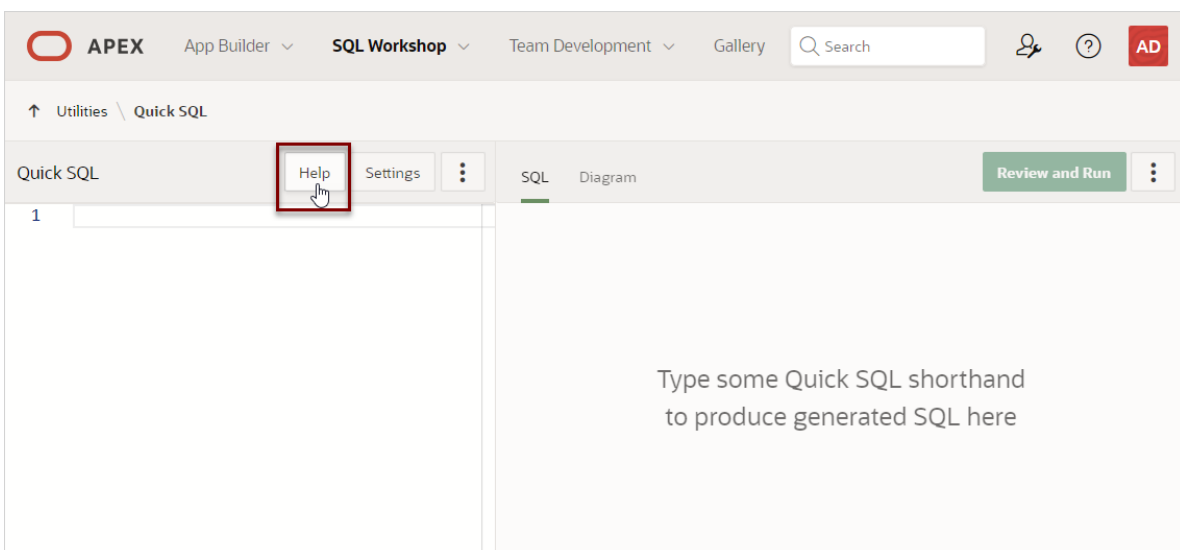 APEX App Builder SQL Workshop Team Development Gallery Search AD
Utilities \ Quick SQL
Quick SQL Help Settings SQL Diagram Review and Run
1
Type some Quick SQL shorthand
to produce generated SQL here